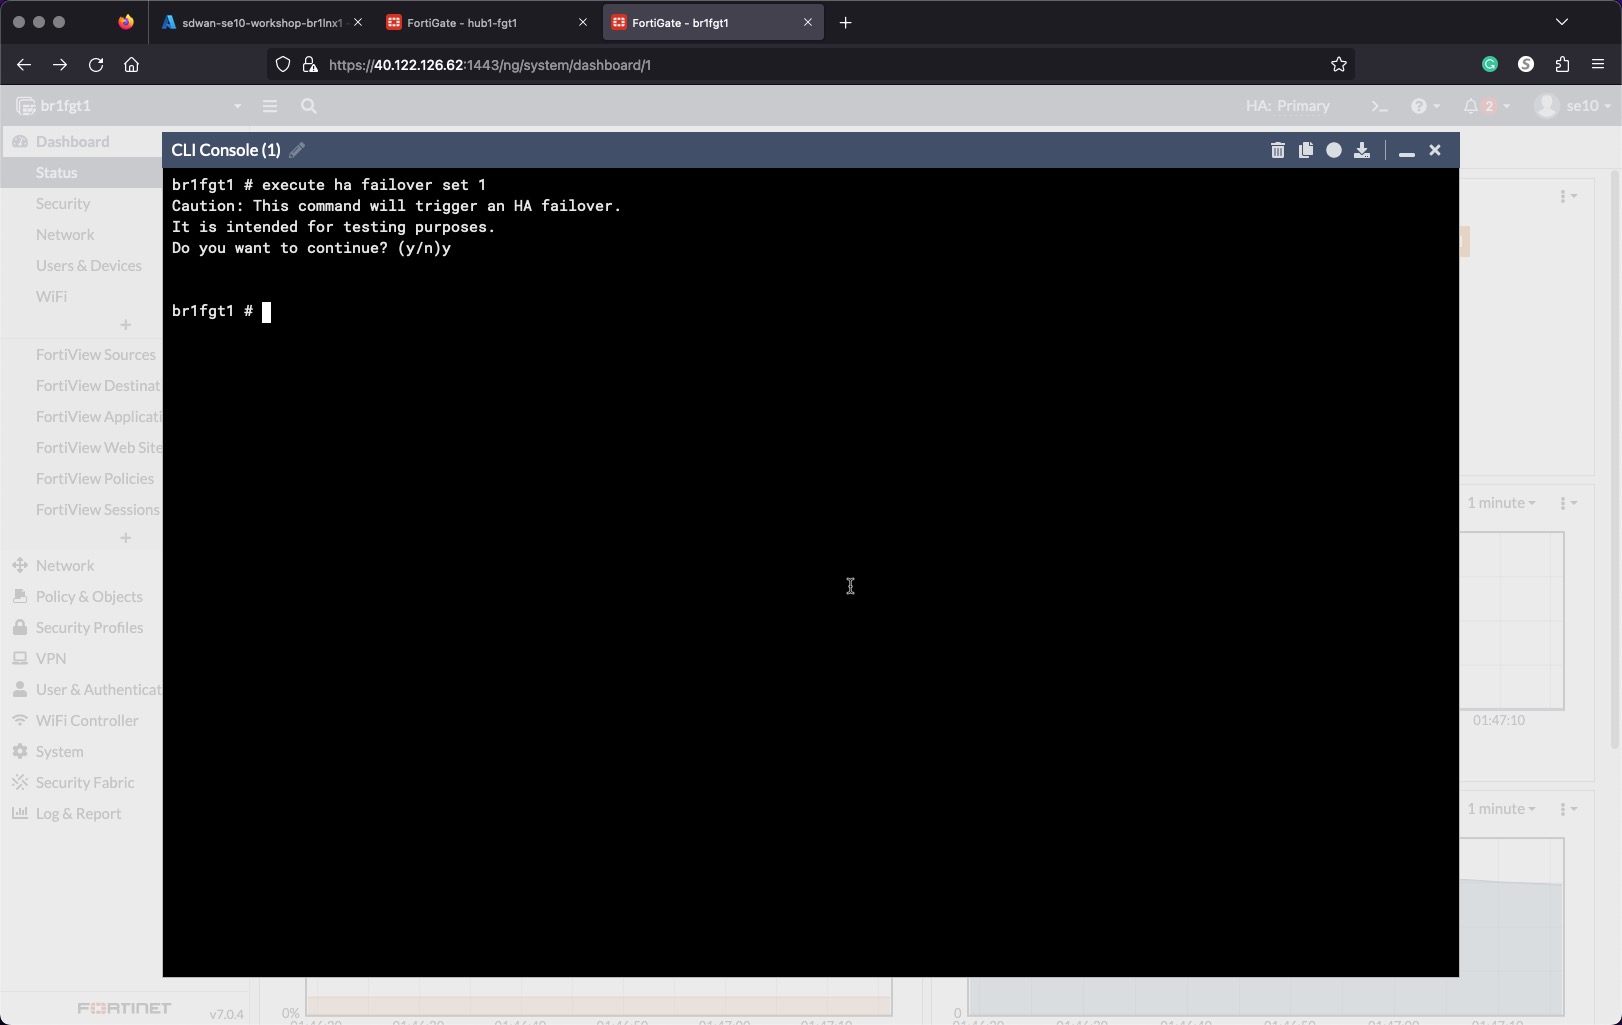 sdwan-se10-workshop-br1lnx1
FortiGate - hub1-fgt1
FortiGate - br1fgt1
https://40.122.126.62:1443/ng/system/dashboard/1
br1fgt1
HA: Primary
2
se10
Dashboard
Status
Security
Network
Users & Devices
WiFi
FortiView Sources
FortiView Destinat
FortiView Applicati
FortiView Web Site
FortiView Policies
FortiView Sessions
Network
Policy & Objects
Security Profiles
VPN
User & Authenticat
WiFi Controller
System
Security Fabric
Log & Report
FORTINET
v7.0.4
CLI Console (1)
br1fgt1 # execute ha failover set 1
Caution: This command will trigger an HA failover.
It is intended for testing purposes.
Do you want to continue? (y/n)y
br1fgt1 #
1 minute
01:47:10
1 minute
0%
0